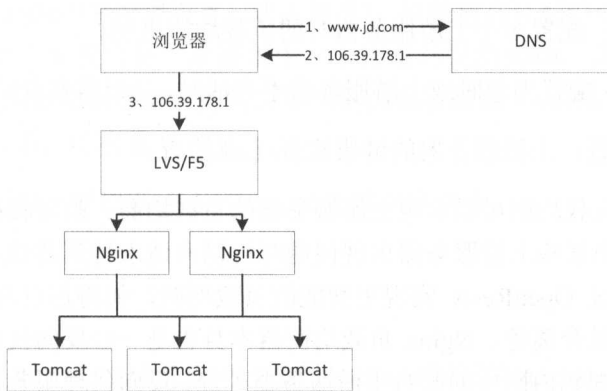 浏览器
1、www.jd.com
2、106.39.178.1
DNS
3、106.39.178.1
LVS/F5
Nginx
Nginx
Tomcat
Tomcat
Tomcat